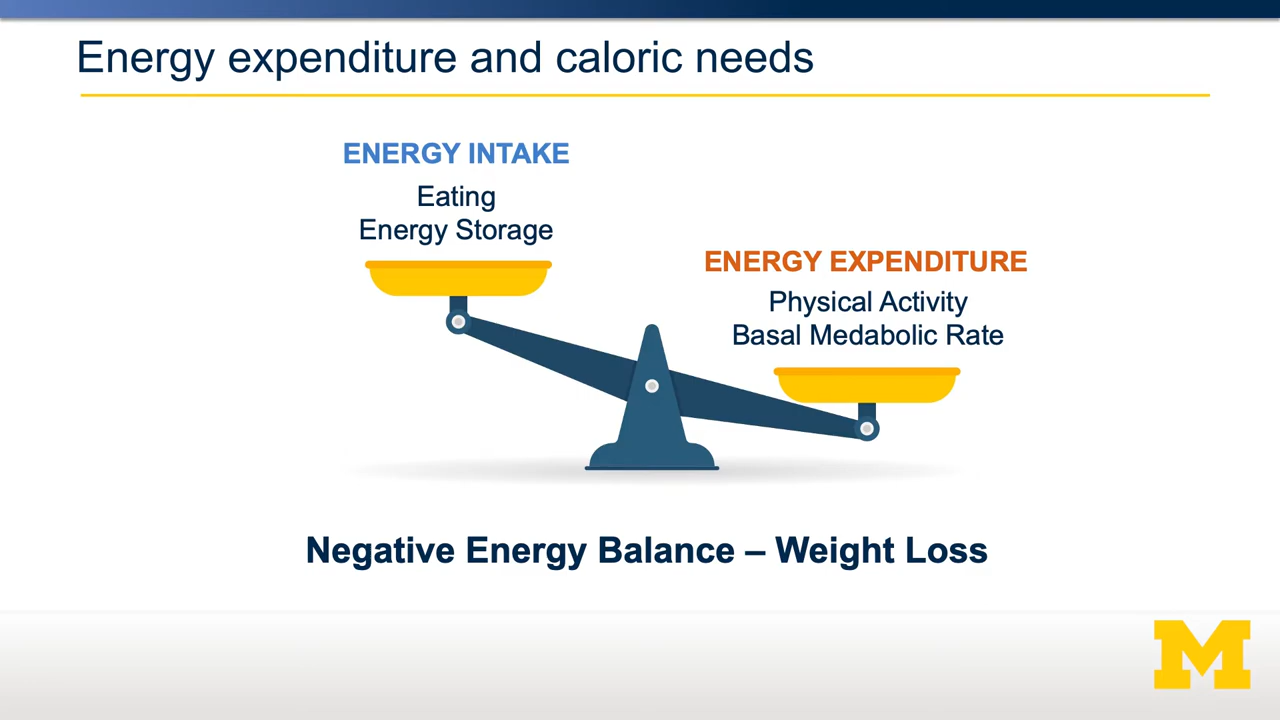 Energy expenditure and caloric needs
ENERGY INTAKE
Eating
Energy Storage
ENERGY EXPENDITURE
Physical Activity
Basal Medabolic Rate
Negative Energy Balance – Weight Loss
M